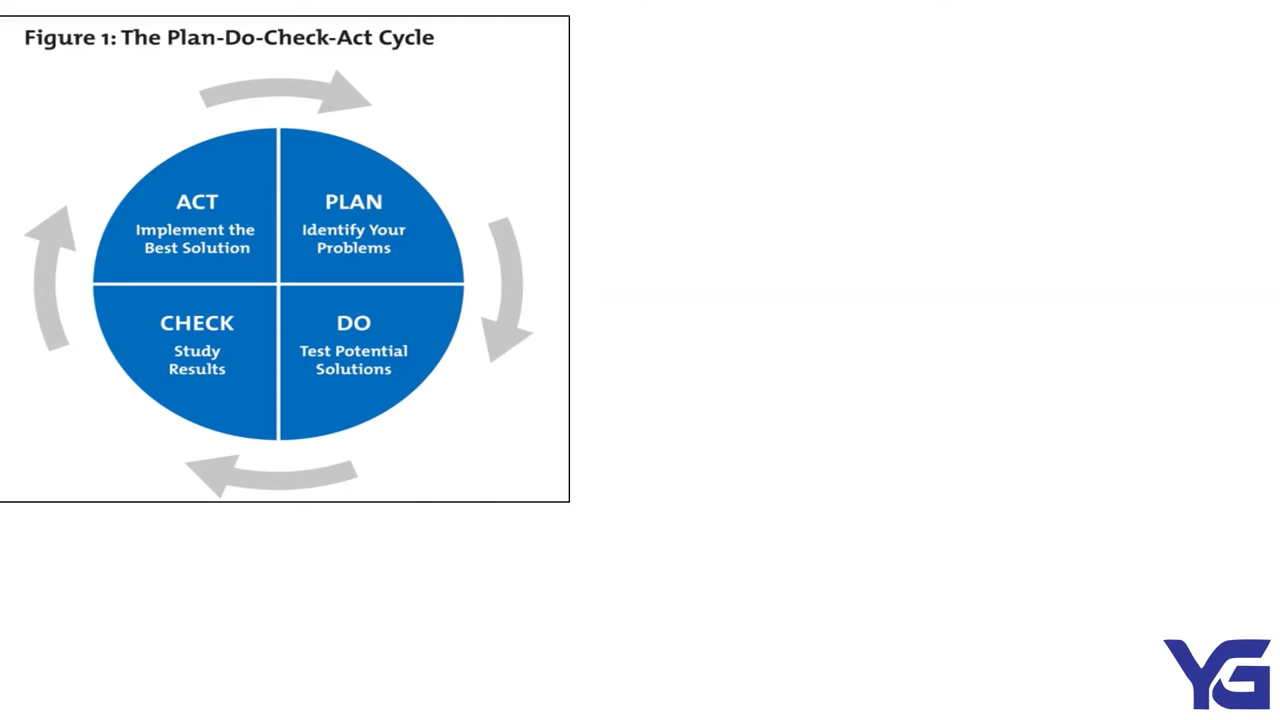 Figure 1: The Plan-Do-Check-Act Cycle
ACT
Implement the
Best Solution
PLAN
Identify Your
Problems
CHECK
Study
Results
DO
Test Potential
Solutions
YG